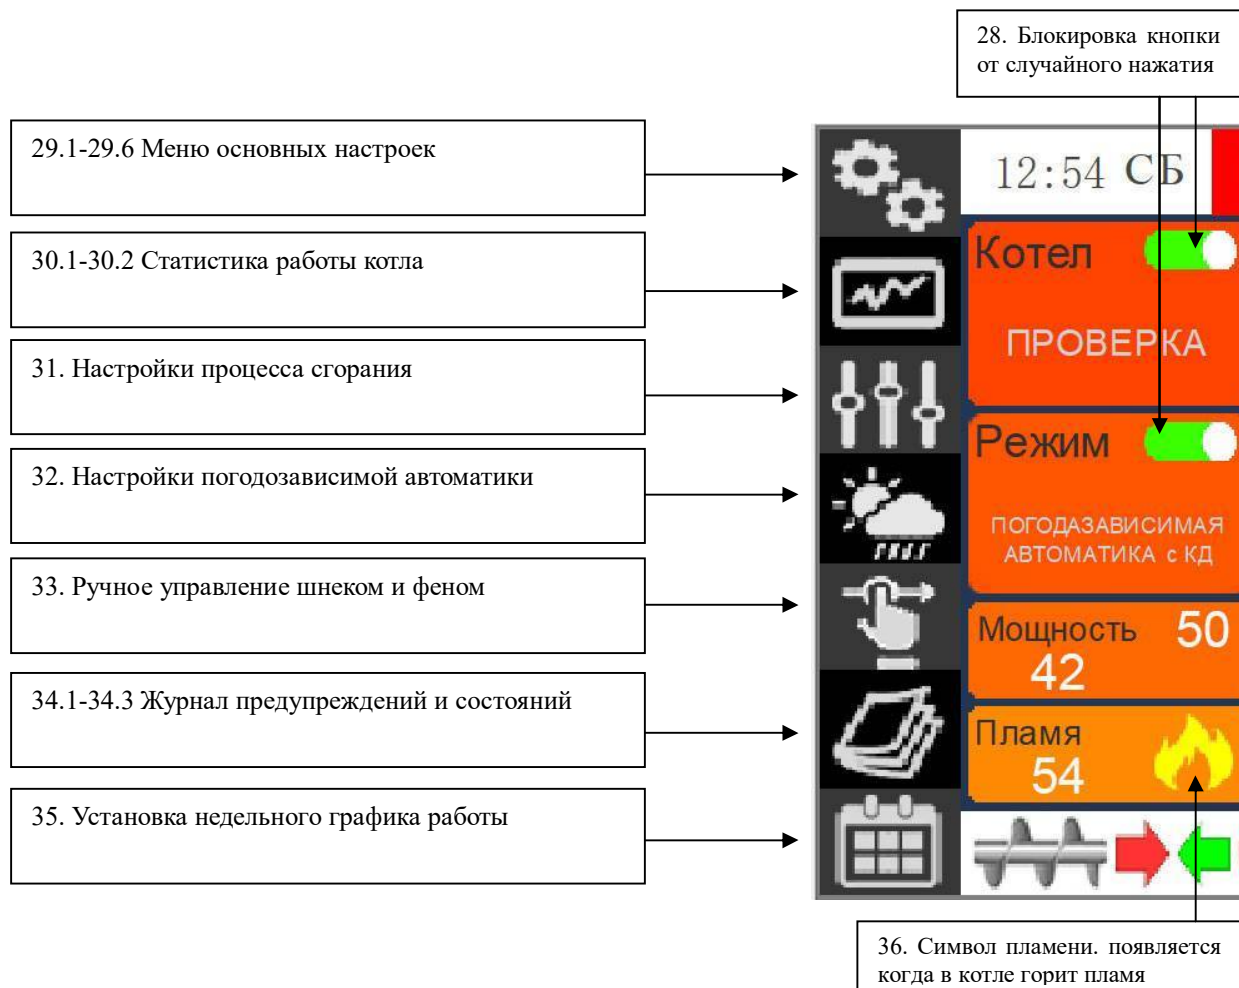 28. Блокировка кнопки
от случайного нажатия
29.1-29.6 Меню основных настроек
30.1-30.2 Статистика работы котла
31. Настройки процесса сгорания
32. Настройки погодозависимой автоматики
33. Ручное управление шнеком и феном
34.1-34.3 Журнал предупреждений и состояний
35. Установка недельного графика работы
12:54 СБ
Котел
ПРОВЕРКА
Режим
ПОГОДАЗАВИСИМАЯ
АВТОМАТИКА с КД
Мощность 50
42
Пламя
54
36. Символ пламени. появляется
когда в котле горит пламя